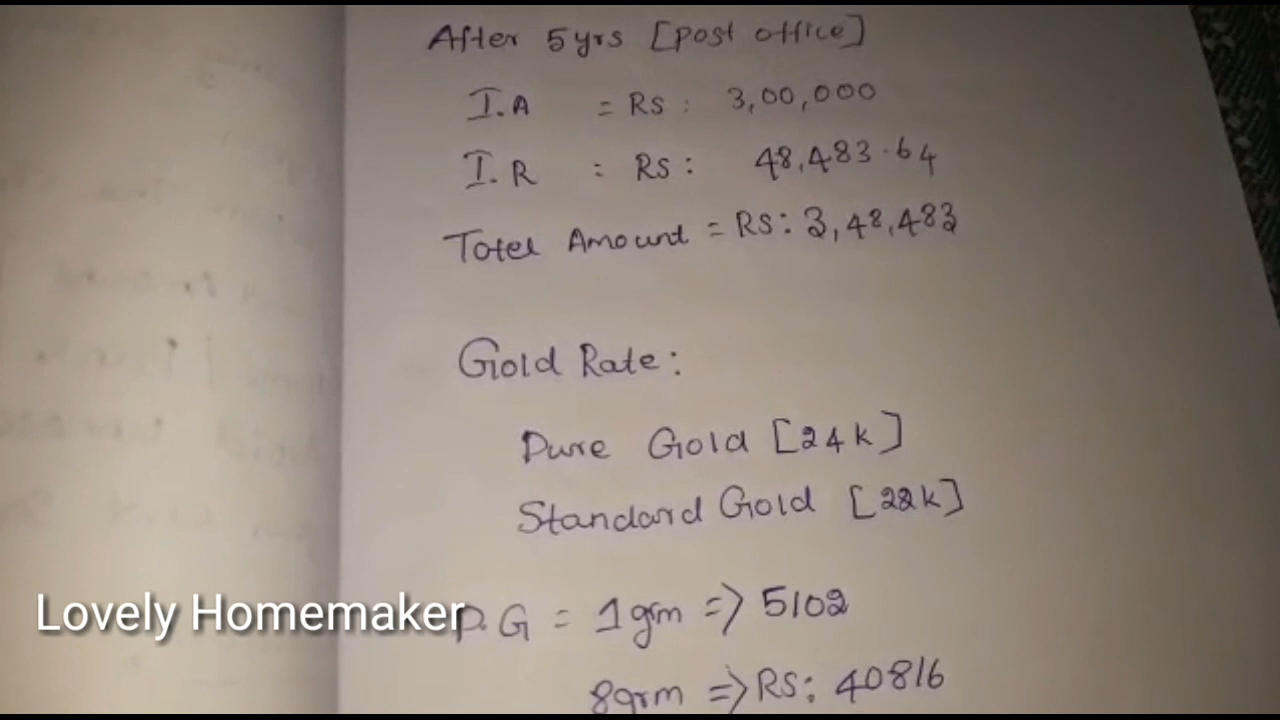 After 5yrs [post office]
I.A = RS : 3,00,000
I.R : RS : 48,483.64
Totel Amount = RS: 3,48,483
Gold Rate :
Pure Gold [24k]
Standard Gold [22k]
Lovely Homemaker
P.G = 1grm => 5102
8grm => RS: 40816